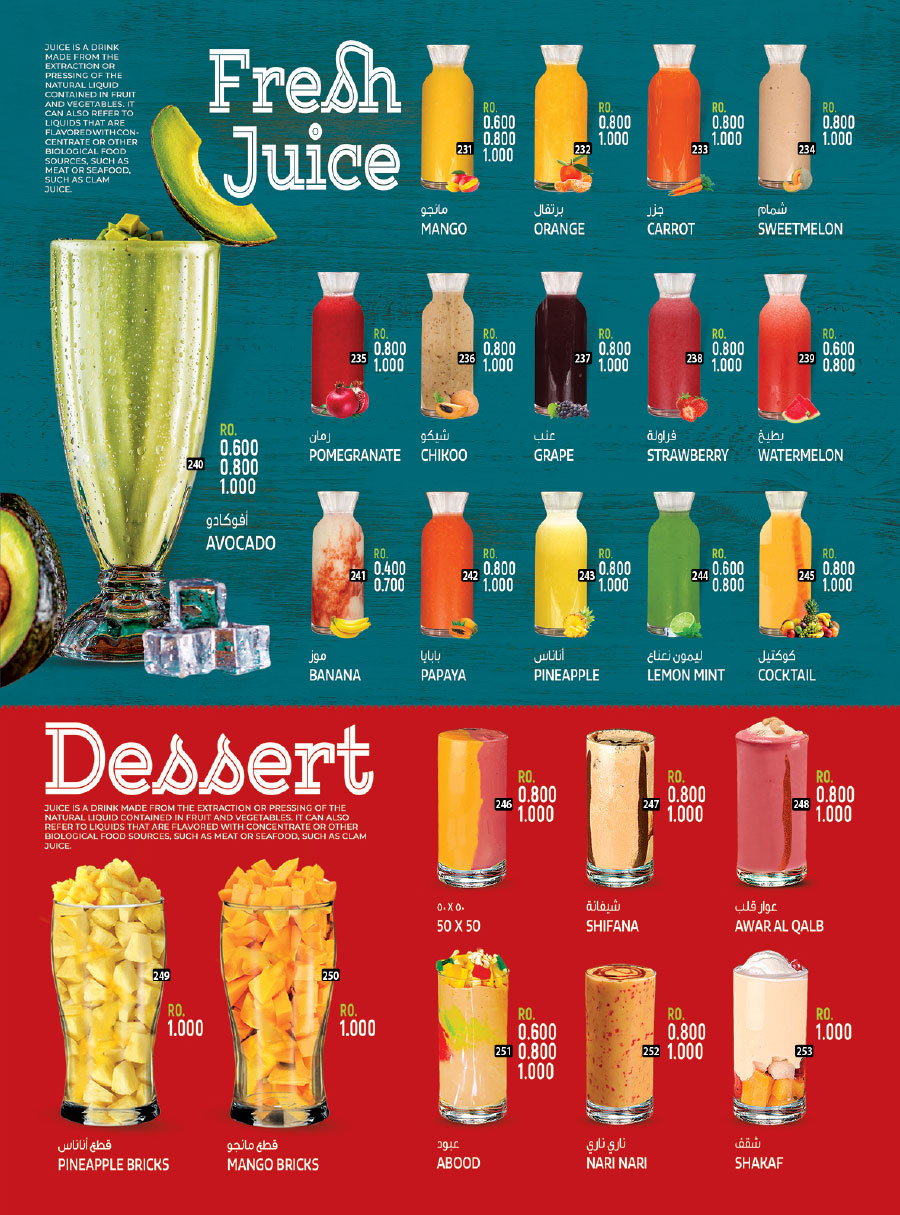 JUICE IS A DRINK
MADE FROM THE
EXTRACTION OR
PRESSING OF THE
NATURAL LIQUID
CONTAINED IN FRUIT
AND VEGETABLES. IT
CAN ALSO REFER TO
LIQUIDS THAT ARE
FLAVORED WITH CON-
CENTRATE OR OTHER
BIOLOGICAL FOOD
SOURCES, SUCH AS
MEAT OR SEAFOOD,
SUCH AS CLAM
JUICE.
Fresh
Juice
231
RO.
0.600
0.800
1.000
مانجو
MANGO
232
RO.
0.800
1.000
برتقال
ORANGE
233
RO.
0.800
1.000
جزر
CARROT
234
RO.
0.800
1.000
شمام
SWEETMELON
235
RO.
0.800
1.000
رمان
POMEGRANATE
236
RO.
0.800
1.000
شيكو
CHIKOO
237
RO.
0.800
1.000
عنب
GRAPE
238
RO.
0.800
1.000
فراولة
STRAWBERRY
239
RO.
0.600
0.800
بطيخ
WATERMELON
240
RO.
0.600
0.800
1.000
أفوكادو
AVOCADO
241
RO.
0.400
0.700
موز
BANANA
242
RO.
0.800
1.000
بابايا
PAPAYA
243
RO.
0.800
1.000
أناناس
PINEAPPLE
244
RO.
0.600
0.800
ليمون نعناع
LEMON MINT
245
RO.
0.800
1.000
كوكتيل
COCKTAIL
Dessert
JUICE IS A DRINK MADE FROM THE EXTRACTION OR PRESSING OF THE
NATURAL LIQUID CONTAINED IN FRUIT AND VEGETABLES. IT CAN ALSO
REFER TO LIQUIDS THAT ARE FLAVORED WITH CONCENTRATE OR OTHER
BIOLOGICAL FOOD SOURCES, SUCH AS MEAT OR SEAFOOD, SUCH AS CLAM
JUICE.
246
RO.
0.800
1.000
٥٠ X ٥٠
50 X 50
247
RO.
0.800
1.000
شيفانة
SHIFANA
248
RO.
0.800
1.000
عوار قلب
AWAR AL QALB
249
RO.
1.000
قطع أناناس
PINEAPPLE BRICKS
250
RO.
1.000
قطع مانجو
MANGO BRICKS
251
RO.
0.600
0.800
1.000
عبود
ABOOD
252
RO.
0.800
1.000
ناري ناري
NARI NARI
253
RO.
1.000
شقف
SHAKAF